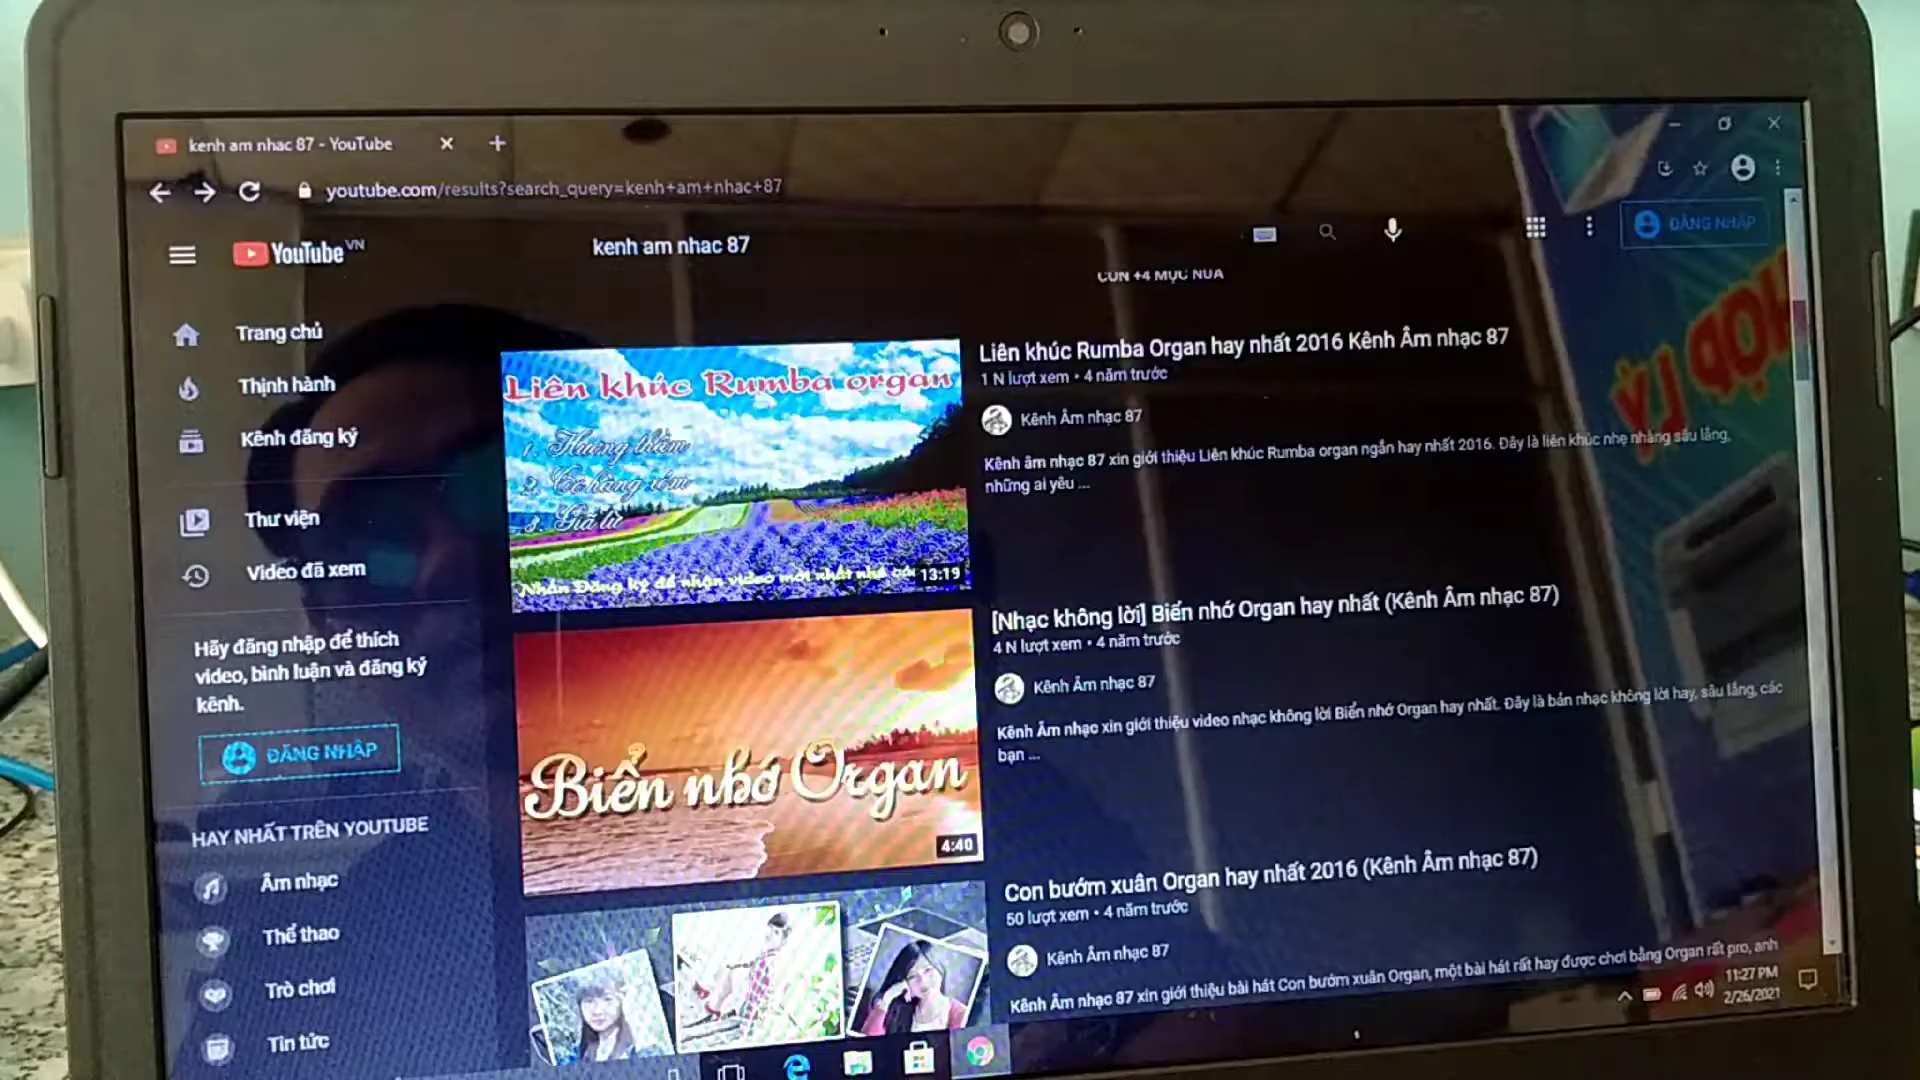 kenh am nhac 87 - YouTube
youtube.com/results?search_query=kenh+am+nhac+87
YouTube VN
kenh am nhac 87
ĐĂNG NHẬP
CÒN +4 MỤC NỮA
Trang chủ
Thịnh hành
Kênh đăng ký
Thư viện
Video đã xem
Hãy đăng nhập để thích
video, bình luận và đăng ký
kênh.
ĐĂNG NHẬP
HAY NHẤT TRÊN YOUTUBE
Âm nhạc
Thể thao
Trò chơi
Tin tức
Liên khúc Rumba organ
1. Hương thầm
2. Cô hàng xóm
3. Giã từ
Nhấn Đăng ký để nhận video mới nhất nhé
13:19
Liên khúc Rumba Organ hay nhất 2016 Kênh Âm nhạc 87
1 N lượt xem • 4 năm trước
Kênh Âm nhạc 87
Kênh âm nhạc 87 xin giới thiệu Liên khúc Rumba organ ngắn hay nhất 2016. Đây là liên khúc nhẹ nhàng sâu lắng,
những ai yêu ...
Biển nhớ Organ
4:40
[Nhạc không lời] Biển nhớ Organ hay nhất (Kênh Âm nhạc 87)
4 N lượt xem • 4 năm trước
Kênh Âm nhạc 87
Kênh Âm nhạc xin giới thiệu video nhạc không lời Biển nhớ Organ hay nhất. Đây là bản nhạc không lời hay, sâu lắng, các
bạn ...
Con bướm xuân Organ hay nhất 2016 (Kênh Âm nhạc 87)
50 lượt xem • 4 năm trước
Kênh Âm nhạc 87
Kênh Âm nhạc 87 xin giới thiệu bài hát Con bướm xuân Organ, một bài hát rất hay được chơi bằng Organ rất pro, anh
11:27 PM
2/26/2021